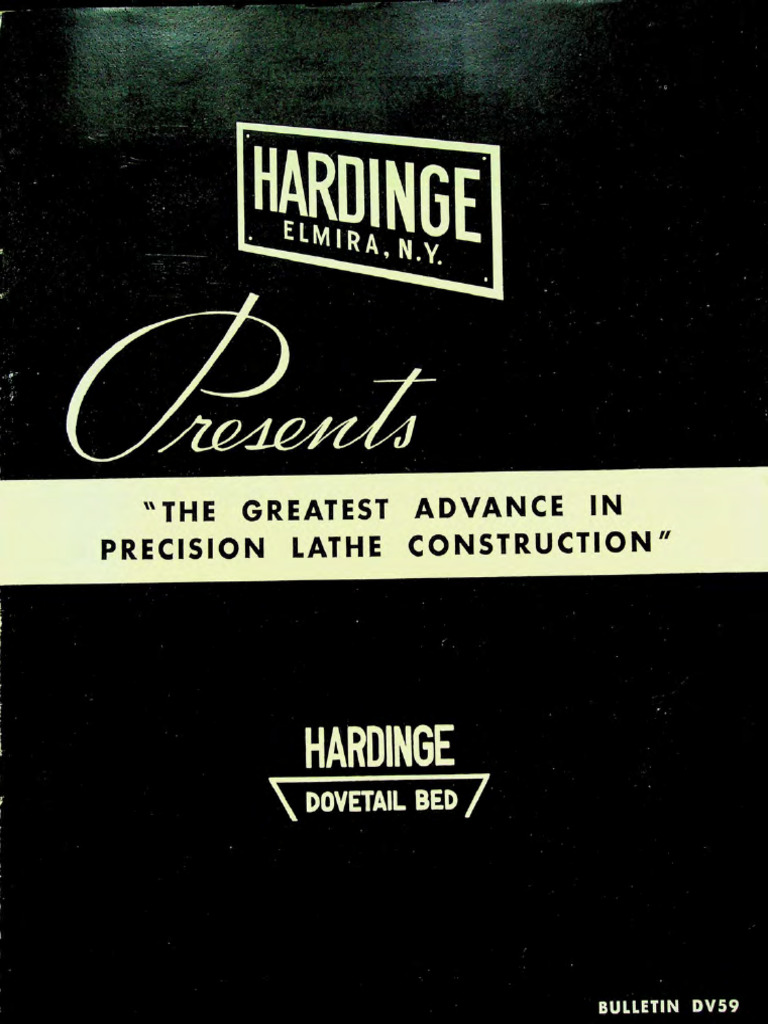 HARDINGE
ELMIRA, N.Y.
Presents
"THE GREATEST ADVANCE IN
PRECISION LATHE CONSTRUCTION"
HARDINGE
DOVETAIL BED
BULLETIN DV59